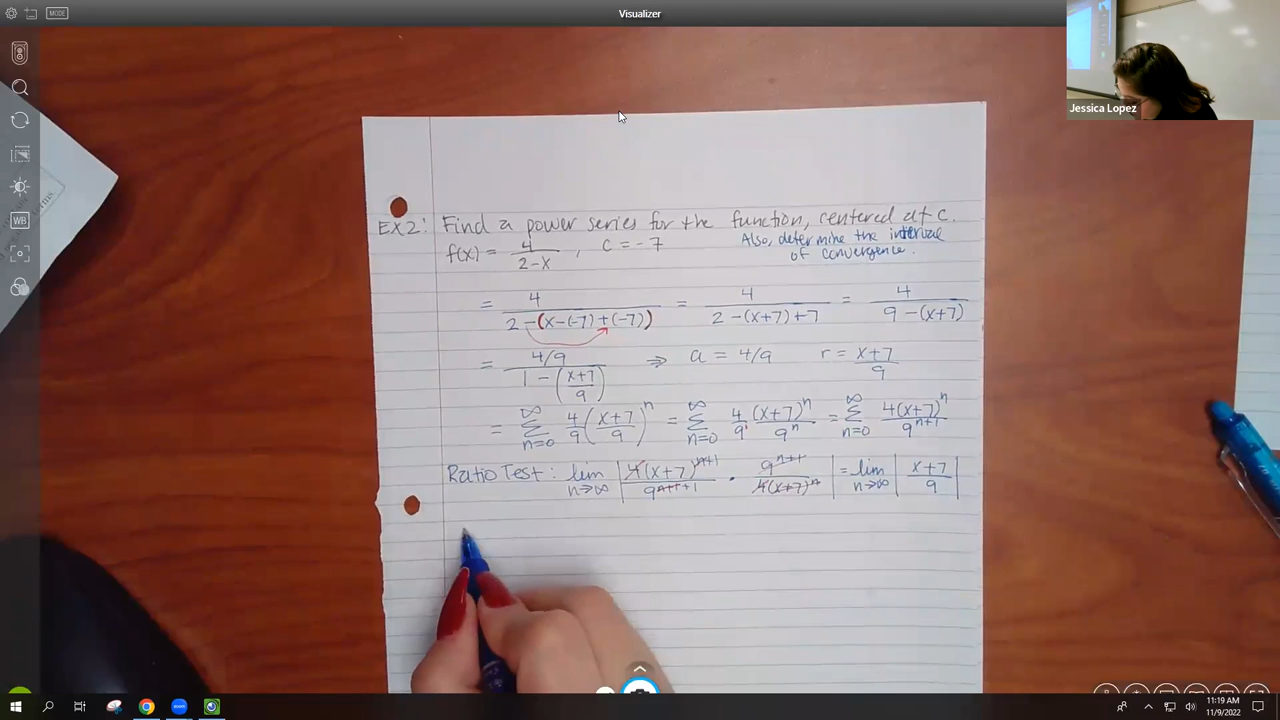 MODE
Visualizer
Jessica Lopez
WB
EX2: Find a power series for the function, centered at c.
f(x) = 4/(2-x), c = -7
Also, determine the interval of convergence.
= 4/(2-(x-(-7)+(-7))) = 4/(2-(x+7)+7) = 4/(9-(x+7))
= (4/9)/(1-((x+7)/9)) ⇒ a = 4/9 r = (x+7)/9
= ∑_{n=0}^{∞} 4/9 ((x+7)/9)^n = ∑_{n=0}^{∞} 4/9 (x+7)^n/9^n = ∑_{n=0}^{∞} 4(x+7)^n/9^{n+1}
Ratio Test: lim_{n→∞} | 4(x+7)^{n+1}/9^{n+1+1} · 9^{n+1}/4(x+7)^n | = lim_{n→∞} | (x+7)/9 |
11:19 AM
11/9/2022